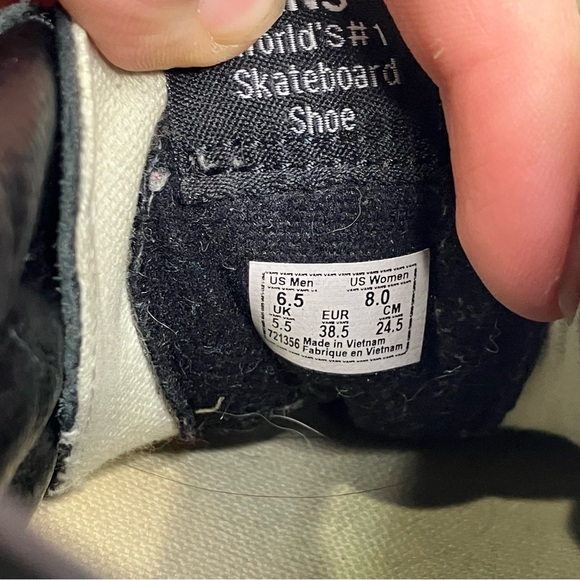 World's #1
Skateboard
Shoe
US Men US Women
6.5 8.0
UK EUR CM
5.5 38.5 24.5
721356 Made in Vietnam
Fabrique en Vietnam